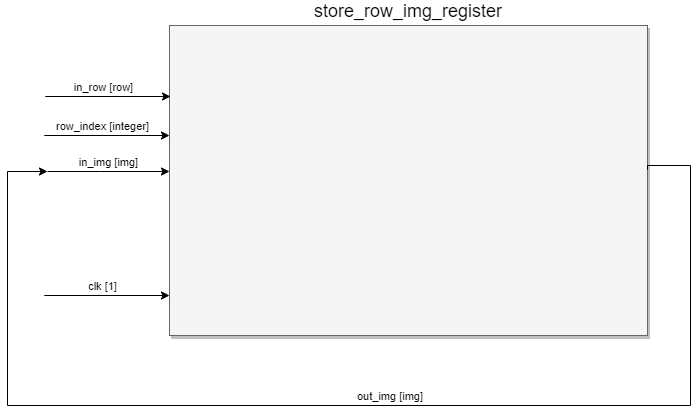 store_row_img_register
in_row [row]
row_index [integer]
in_img [img]
clk [1]
out_img [img]